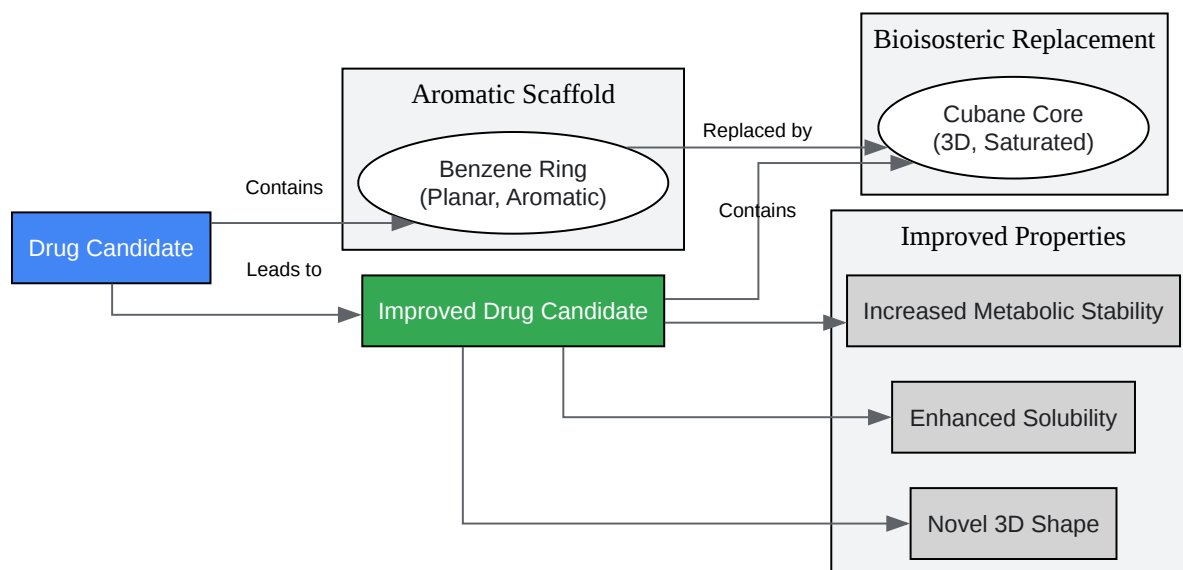 Bioisosteric Replacement
Cubane Core
(3D, Saturated)
Aromatic Scaffold
Benzene Ring
(Planar, Aromatic)
Replaced by
Contains
Contains
Drug Candidate
Leads to
Improved Drug Candidate
Improved Properties
Increased Metabolic Stability
Enhanced Solubility
Novel 3D Shape